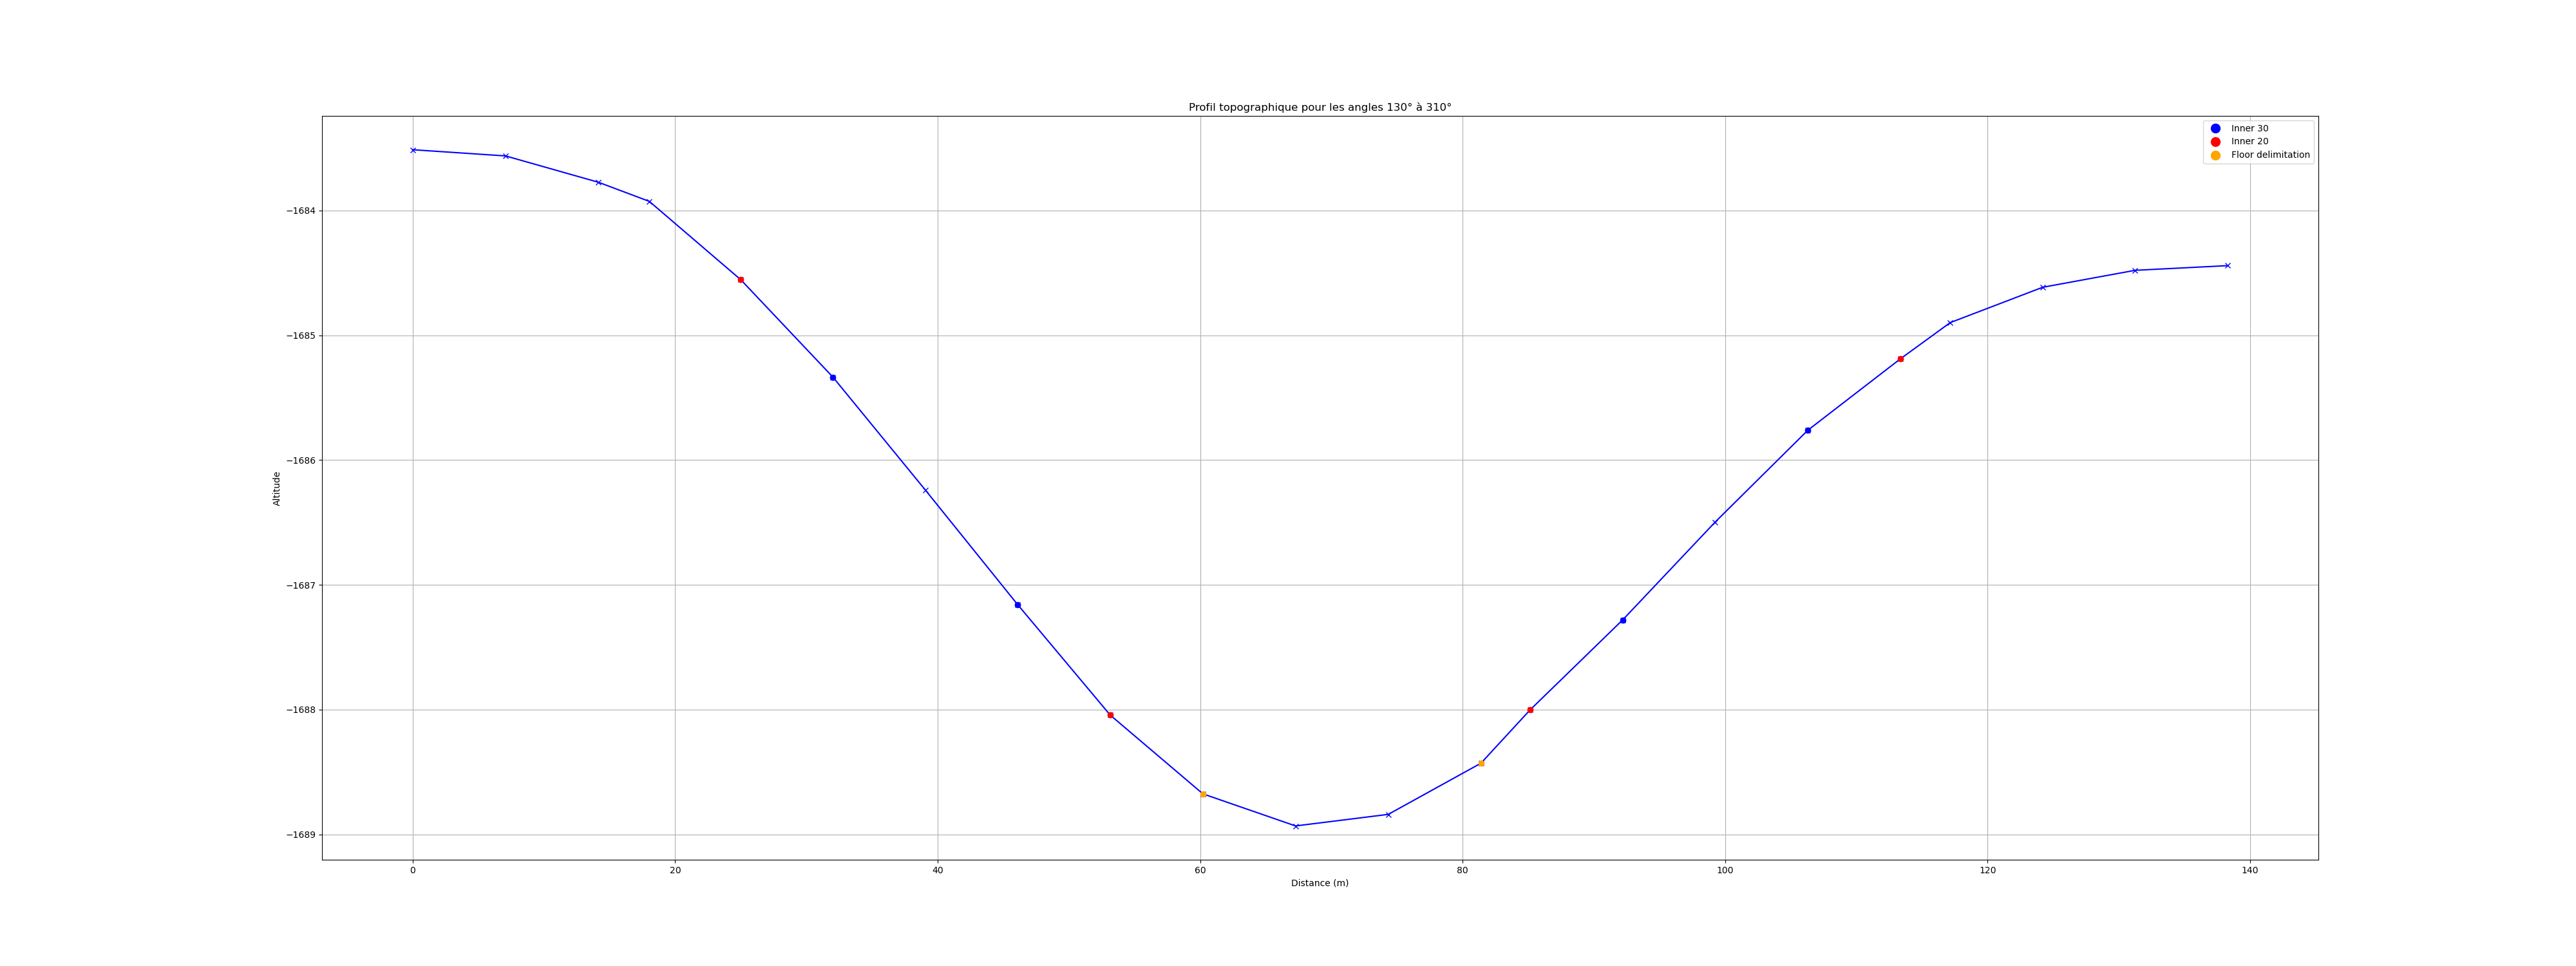 Profil topographique pour les angles 130° à 310°
Inner 30
Inner 20
Floor delimitation
−1684
−1685
−1686
−1687
−1688
−1689
Altitude
0 20 40 60 80 100 120 140
Distance (m)